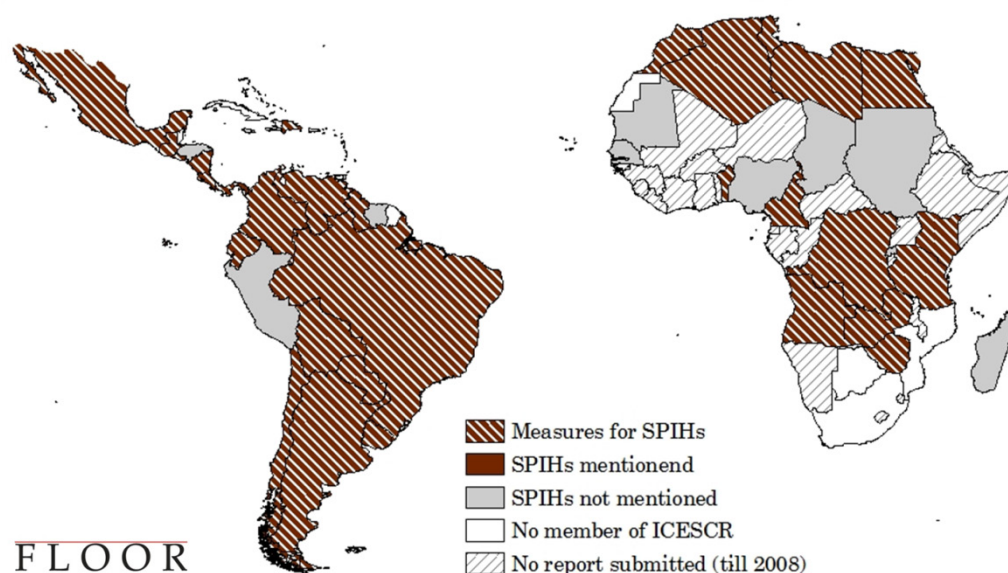 Measures for SPIHs
SPIHs mentionend
SPIHs not mentioned
No member of ICESCR
No report submitted (till 2008)
FLOOR